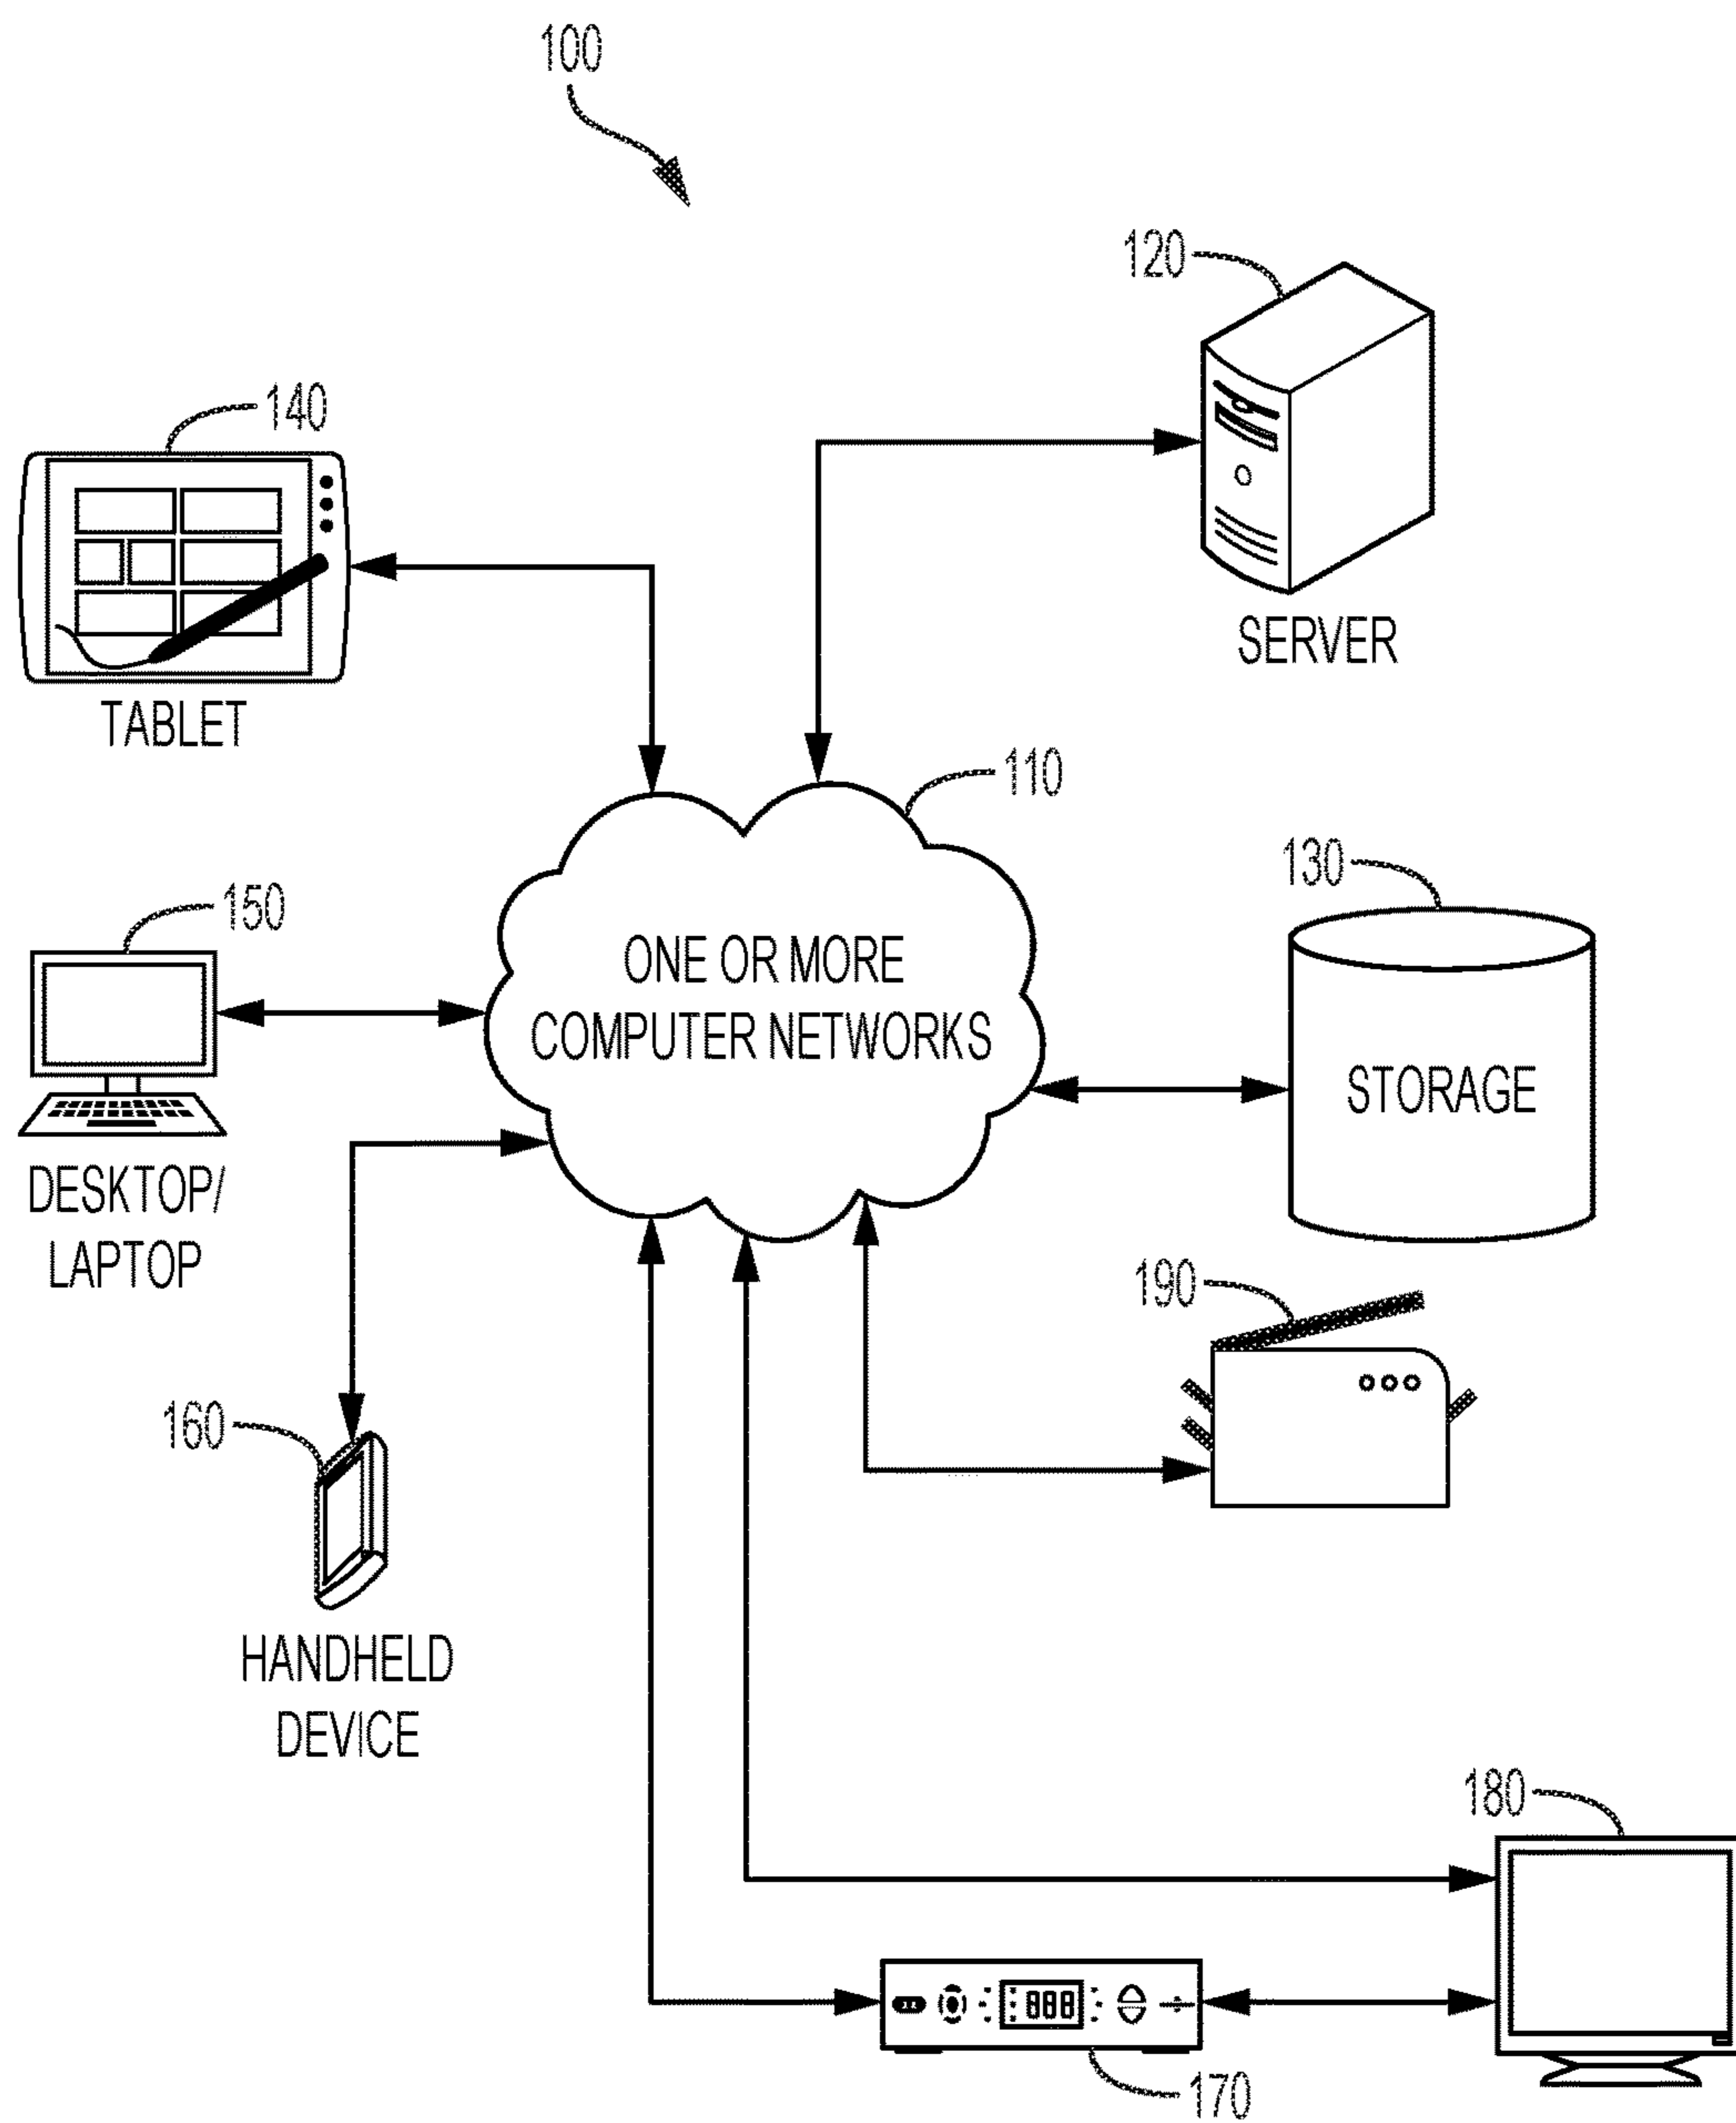 100
120
SERVER
140
TABLET
110
ONE OR MORE
COMPUTER NETWORKS
130
STORAGE
150
DESKTOP/
LAPTOP
190
160
HANDHELD
DEVICE
180
888
170